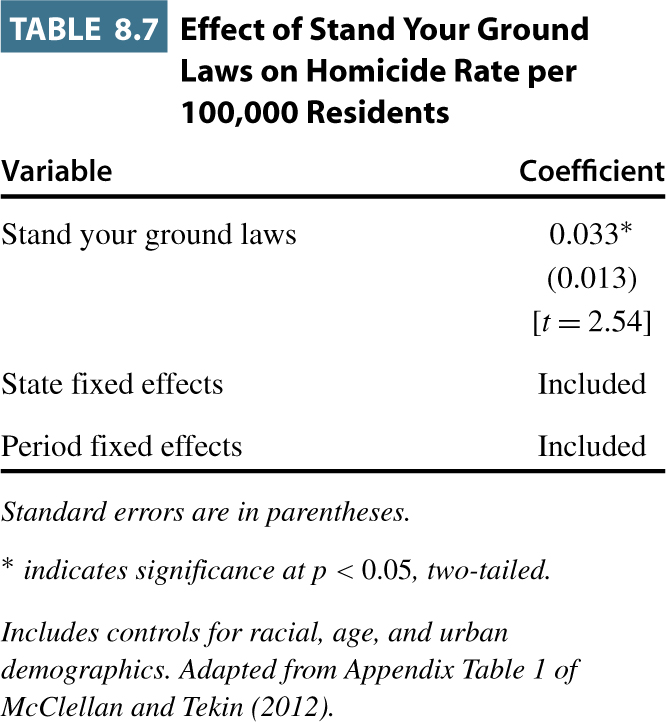 TABLE 8.7 Effect of Stand Your Ground
Laws on Homicide Rate per
100,000 Residents
Variable Coefficient
Stand your ground laws 0.033*
(0.013)
[t = 2.54]
State fixed effects Included
Period fixed effects Included
Standard errors are in parentheses.
* indicates significance at p < 0.05, two-tailed.
Includes controls for racial, age, and urban
demographics. Adapted from Appendix Table 1 of
McClellan and Tekin (2012).